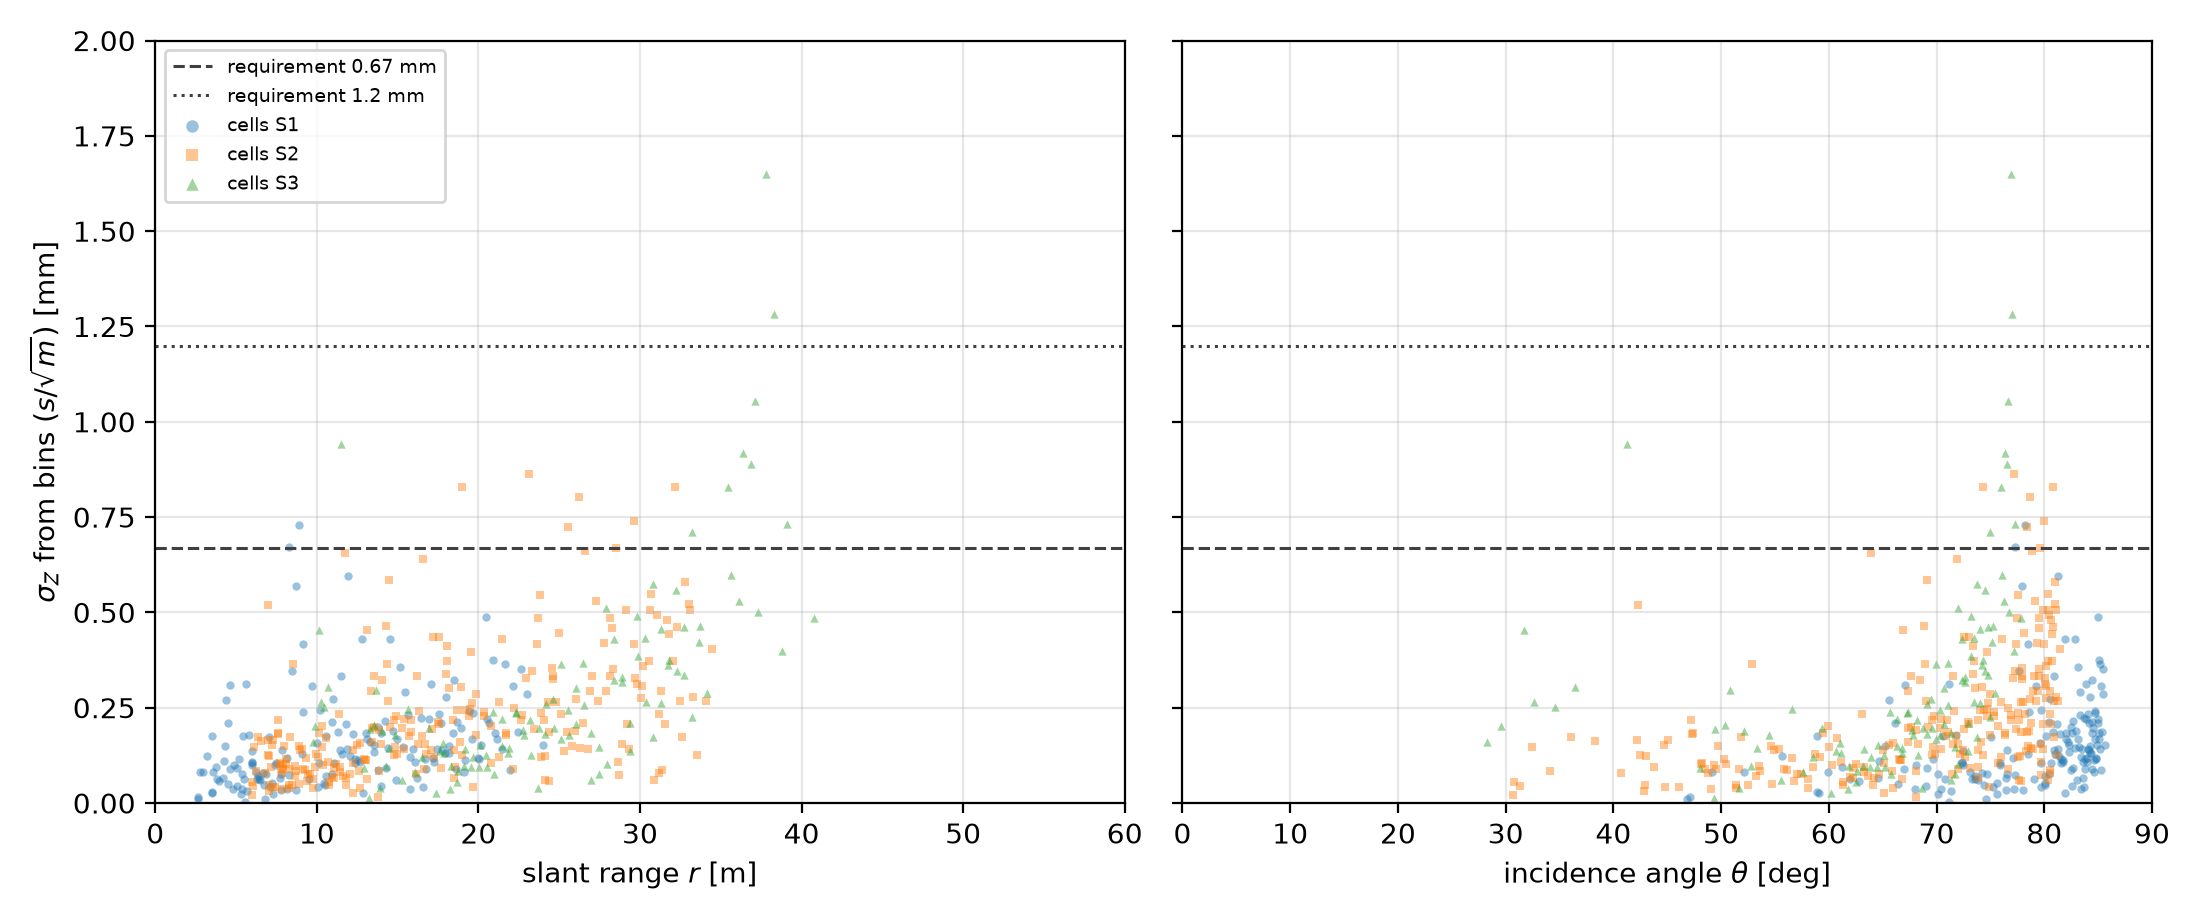 2.00
1.75
1.50
1.25
1.00
0.75
0.50
0.25
0.00
σz from bins (s/√m) [mm]
requirement 0.67 mm
requirement 1.2 mm
cells S1
cells S2
cells S3
0 10 20 30 40 50 60
slant range r [m]
0 10 20 30 40 50 60 70 80 90
incidence angle θ [deg]